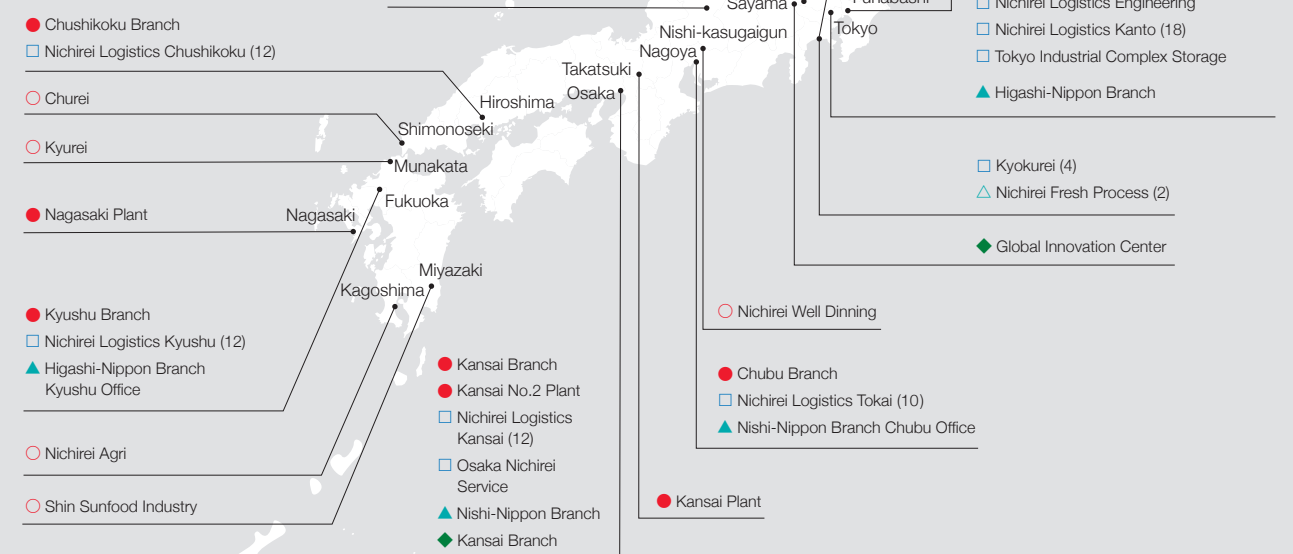 Chushikoku Branch
Nichirei Logistics Chushikoku (12)
Churei
Kyurei
Nagasaki Plant
Kyushu Branch
Nichirei Logistics Kyushu (12)
Higashi-Nippon Branch
Kyushu Office
Nichirei Agri
Shin Sunfood Industry
Sayama
Funabashi
Tokyo
Nishi-kasugaigun
Nagoya
Takatsuki
Osaka
Hiroshima
Shimonoseki
Munakata
Fukuoka
Nagasaki
Miyazaki
Kagoshima
Kansai Branch
Kansai No.2 Plant
Nichirei Logistics
Kansai (12)
Osaka Nichirei
Service
Nishi-Nippon Branch
Kansai Branch
Kansai Plant
Nichirei Well Dinning
Chubu Branch
Nichirei Logistics Tokai (10)
Nishi-Nippon Branch Chubu Office
Nichirei Logistics Engineering
Nichirei Logistics Kanto (18)
Tokyo Industrial Complex Storage
Higashi-Nippon Branch
Kyokurei (4)
Nichirei Fresh Process (2)
Global Innovation Center